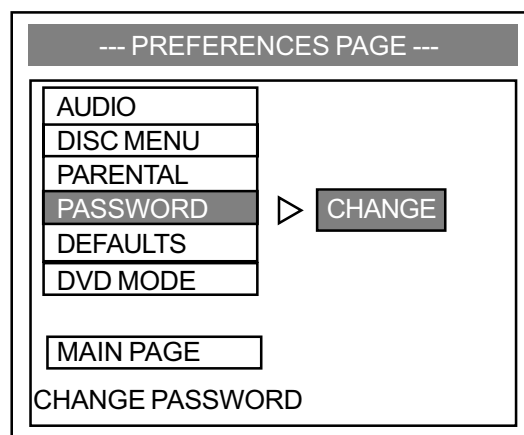 --- PREFERENCES PAGE ---
AUDIO
DISC MENU
PARENTAL
PASSWORD
CHANGE
DEFAULTS
DVD MODE
MAIN PAGE
CHANGE PASSWORD